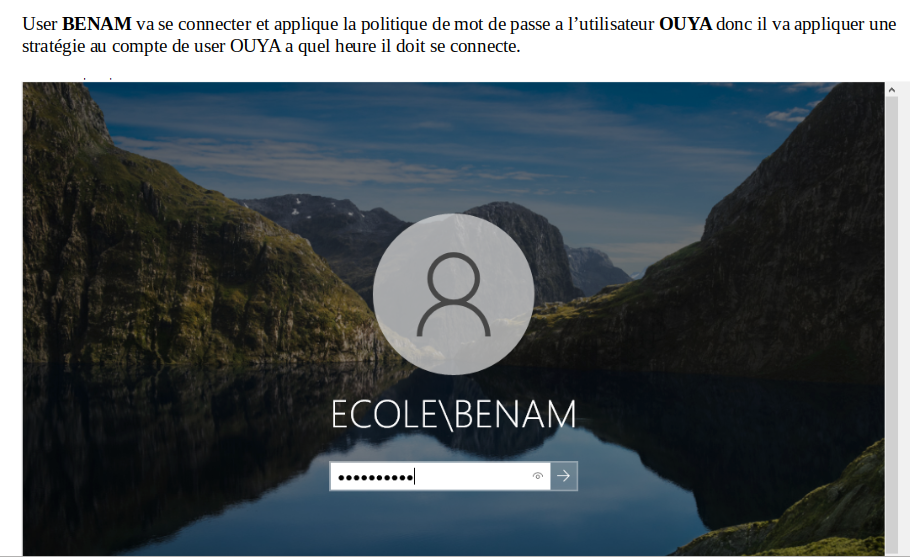 User BENAM va se connecter et applique la politique de mot de passe a l’utilisateur OUYA donc il va appliquer une
stratégie au compte de user OUYA a quel heure il doit se connecte.
ECOLE\BENAM